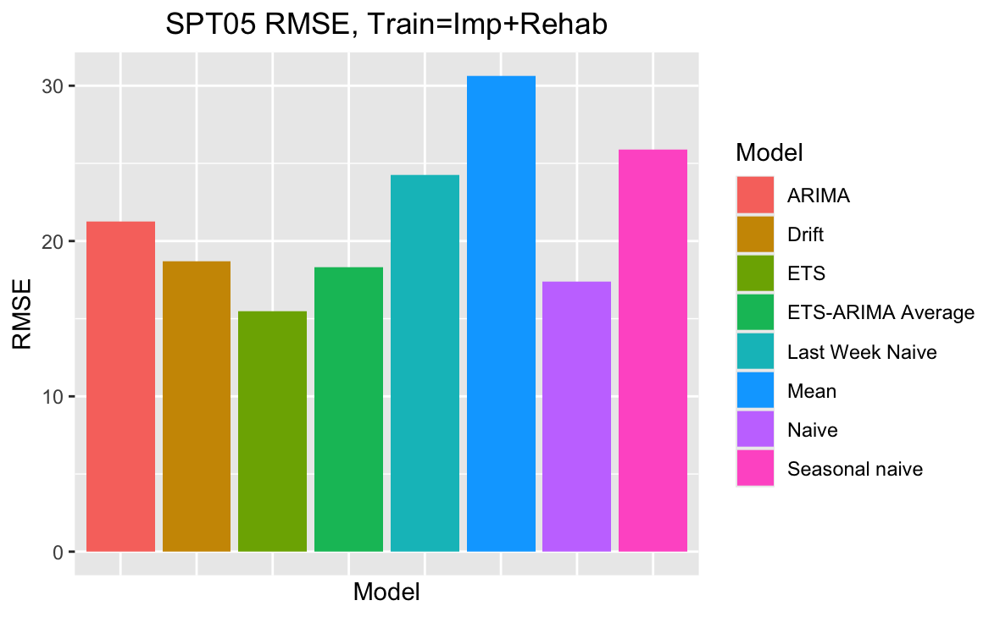 SPT05 RMSE, Train=Imp+Rehab
30
20
10
0
RMSE
Model
Model
ARIMA
Drift
ETS
ETS-ARIMA Average
Last Week Naive
Mean
Naive
Seasonal naive